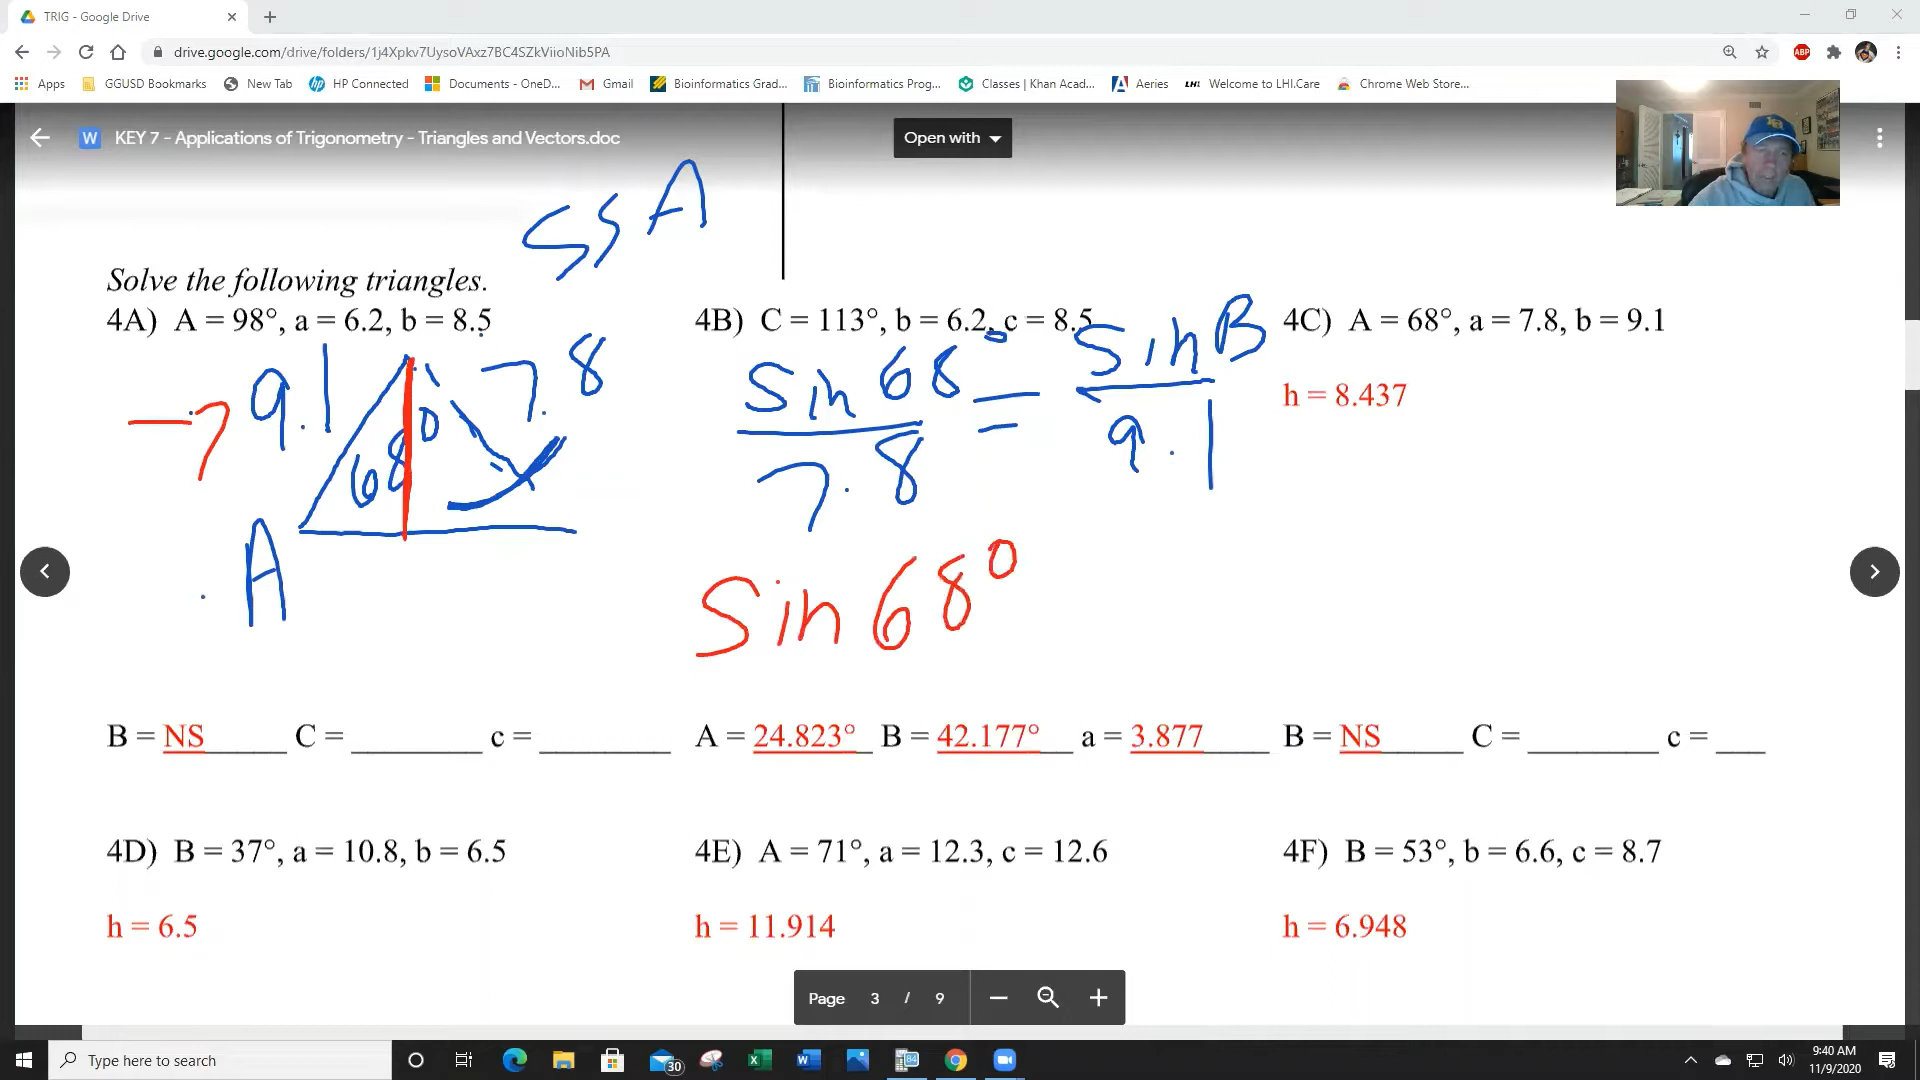 TRIG - Google Drive
drive.google.com/drive/folders/1j4Xpkv7UysoVAxz7BC4SZkViioNib5PA
ABP
Apps GGUSD Bookmarks New Tab HP Connected Documents - OneD... Gmail Bioinformatics Grad... Bioinformatics Prog... Classes | Khan Acad... Aeries LHI Welcome to LHI.Care Chrome Web Store...
W KEY 7 - Applications of Trigonometry - Triangles and Vectors.doc Open with
SSA
Solve the following triangles.
4A) A = 98°, a = 6.2, b = 8.5
4B) C = 113°, b = 6.2, c = 8.5
4C) A = 68°, a = 7.8, b = 9.1
9.1 7.8
68°
A
sin 68° = sin B
7.8 9.1
sin 68°
h = 8.437
B = NS C = c =
A = 24.823° B = 42.177° a = 3.877
B = NS C = c =
4D) B = 37°, a = 10.8, b = 6.5
4E) A = 71°, a = 12.3, c = 12.6
4F) B = 53°, b = 6.6, c = 8.7
h = 6.5
h = 11.914
h = 6.948
Page 3 / 9
Type here to search
30
84
9:40 AM
11/9/2020